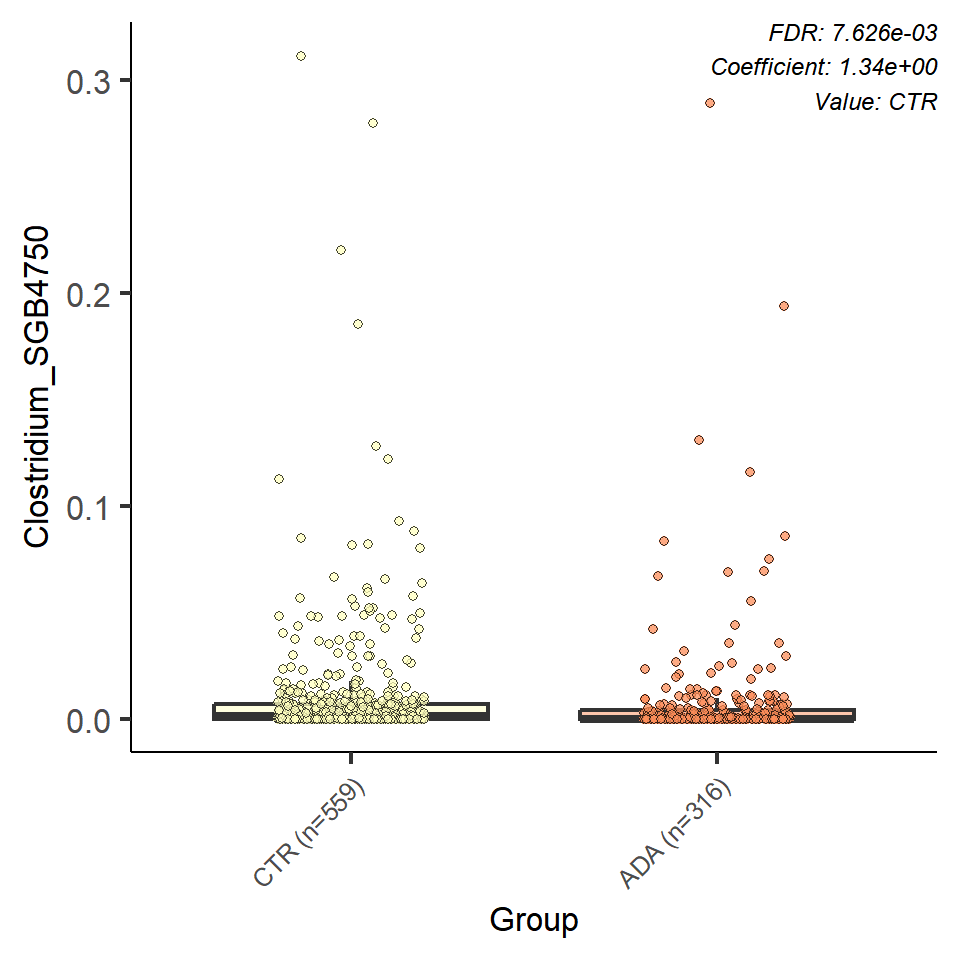 FDR: 7.626e-03
Coefficient: 1.34e+00
Value: CTR
0.3
0.2
0.1
0.0
Clostridium_SGB4750
CTR (n=559)
ADA (n=316)
Group